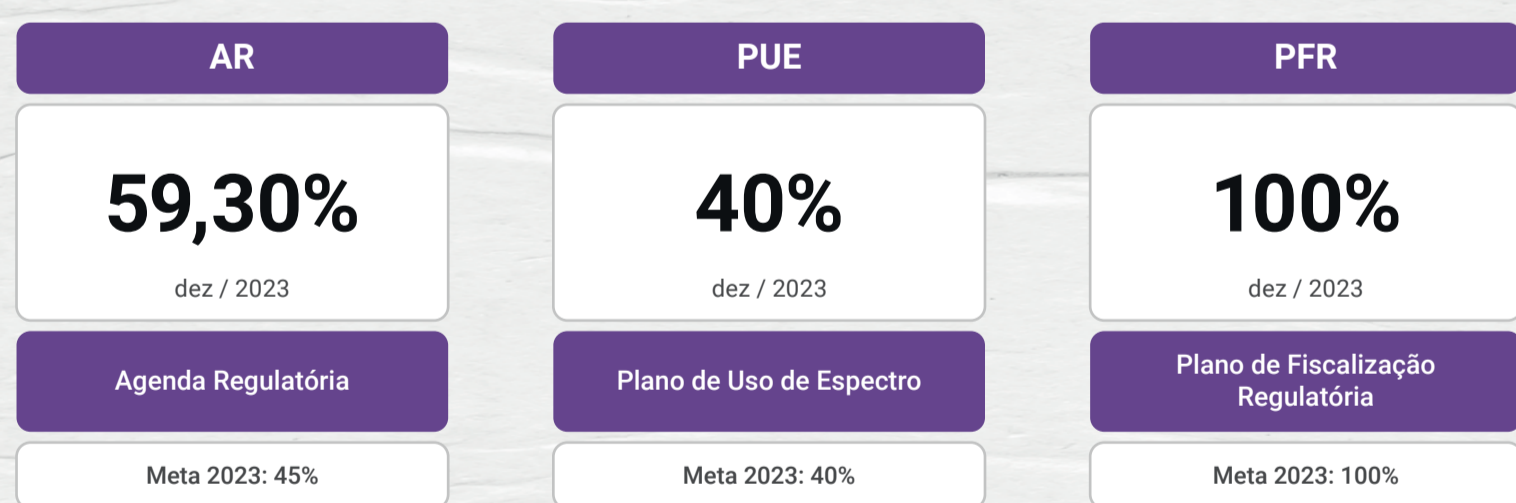 AR
59,30%
dez / 2023
Agenda Regulatória
Meta 2023: 45%
PUE
40%
dez / 2023
Plano de Uso de Espectro
Meta 2023: 40%
PFR
100%
dez / 2023
Plano de Fiscalização
Regulatória
Meta 2023: 100%